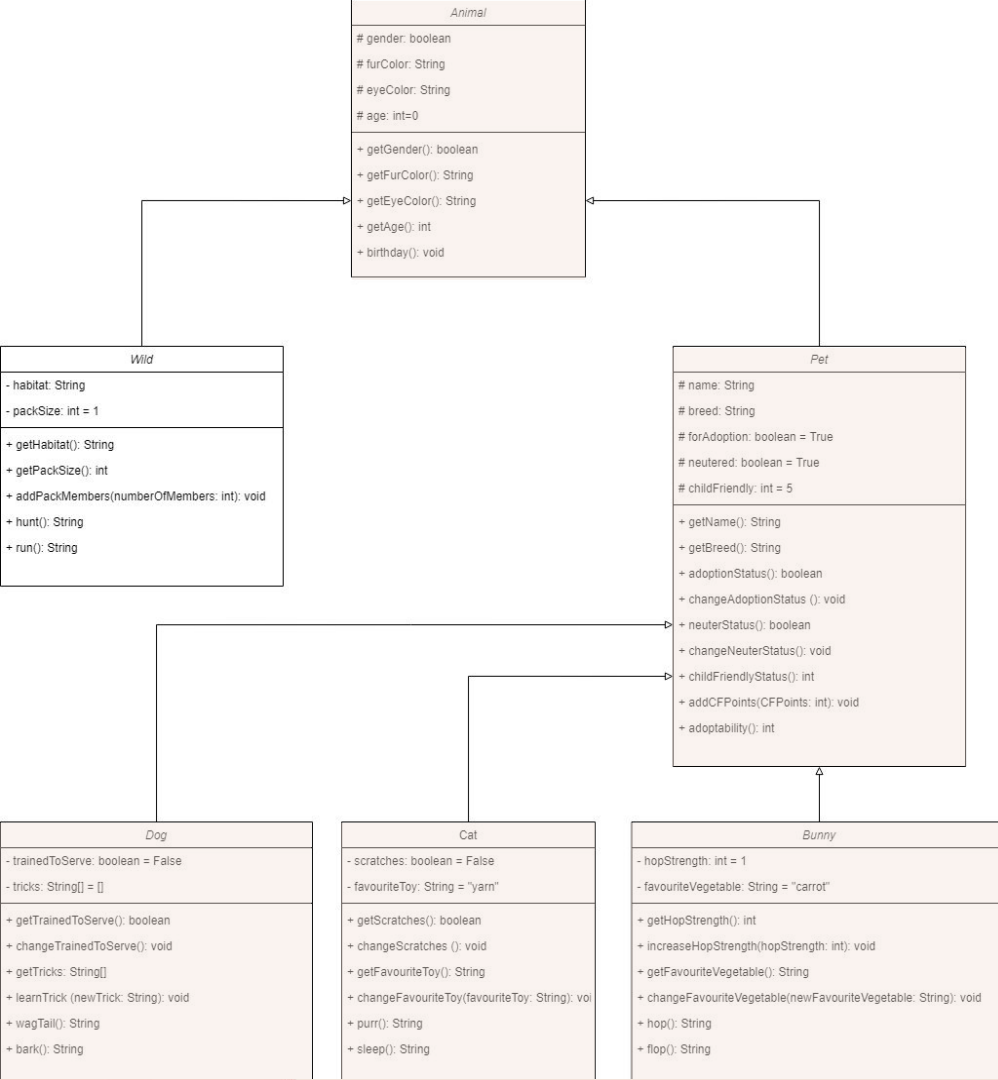 Animal
# gender: boolean
# furColor: String
# eyeColor: String
# age: int=0
+ getGender(): boolean
+ getFurColor(): String
+ getEyeColor(): String
+ getAge(): int
+ birthday(): void
Wild
- habitat: String
- packSize: int = 1
+ getHabitat(): String
+ getPackSize(): int
+ addPackMembers(numberOfMembers: int): void
+ hunt(): String
+ run(): String
Pet
# name: String
# breed: String
# forAdoption: boolean = True
# neutered: boolean = True
# childFriendly: int = 5
+ getName(): String
+ getBreed(): String
+ adoptionStatus(): boolean
+ changeAdoptionStatus (): void
+ neuterStatus(): boolean
+ changeNeuterStatus(): void
+ childFriendlyStatus(): int
+ addCFPoints(CFPoints: int): void
+ adoptability(): int
Dog
- trainedToServe: boolean = False
- tricks: String[] = []
+ getTrainedToServe(): boolean
+ changeTrainedToServe(): void
+ getTricks: String[]
+ learnTrick (newTrick: String): void
+ wagTail(): String
+ bark(): String
Cat
- scratches: boolean = False
- favouriteToy: String = "yarn"
+ getScratches(): boolean
+ changeScratches (): void
+ getFavouriteToy(): String
+ changeFavouriteToy(favouriteToy: String): voi
+ purr(): String
+ sleep(): String
Bunny
- hopStrength: int = 1
- favouriteVegetable: String = "carrot"
+ getHopStrength(): int
+ increaseHopStrength(hopStrength: int): void
+ getFavouriteVegetable(): String
+ changeFavouriteVegetable(newFavouriteVegetable: String): void
+ hop(): String
+ flop(): String